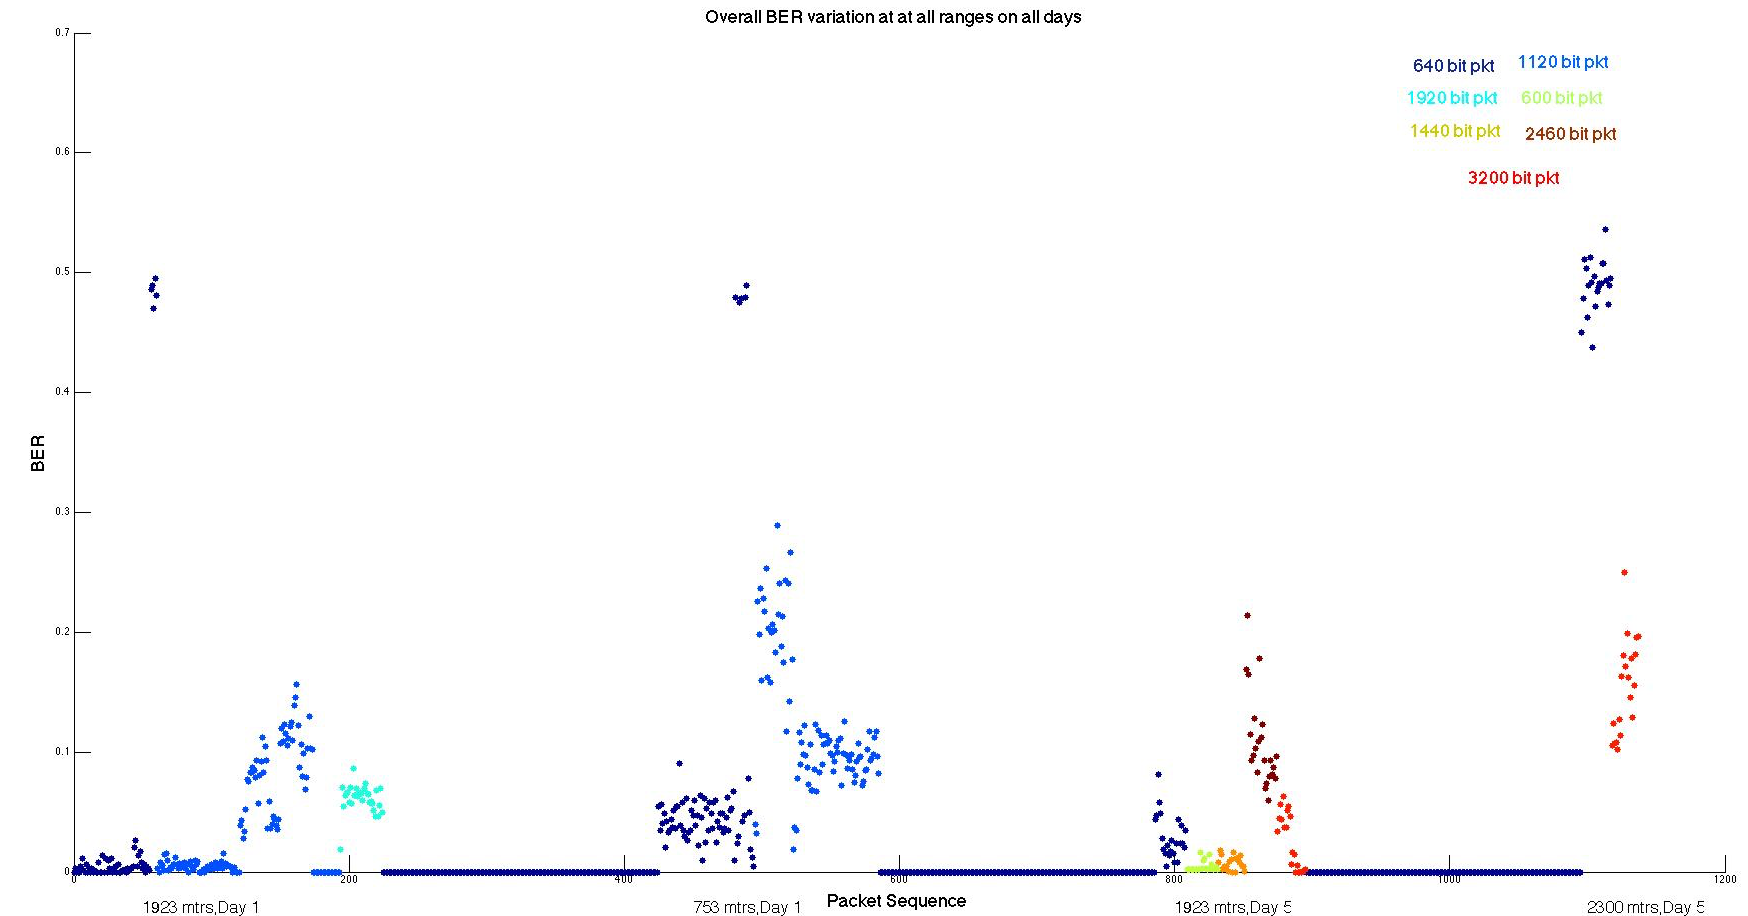 Overall BER variation at at all ranges on all days
0.7
640 bit pkt 1120 bit pkt
1920 bit pkt 600 bit pkt
1440 bit pkt 2460 bit pkt
3200 bit pkt
0.6
0.5
0.4
BER
0.3
0.2
0.1
0
0 200 400 600 800 1000 1200
Packet Sequence
1923 mtrs,Day 1 753 mtrs,Day 1 1923 mtrs,Day 5 2300 mtrs,Day 5